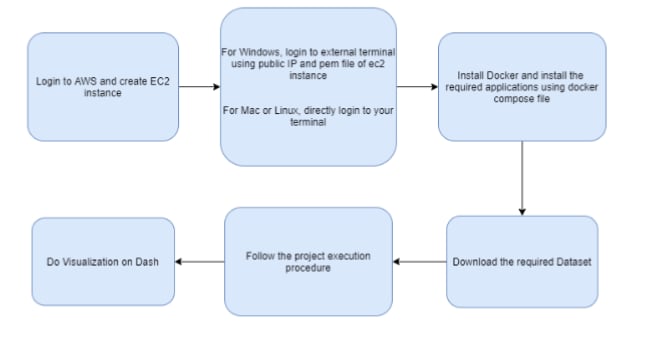 Login to AWS and create EC2
instance
For Windows, login to external terminal
using public IP and pem file of ec2
instance
For Mac or Linux, directly login to your
terminal
Install Docker and install the
required applications using docker
compose file
Download the required Dataset
Follow the project execution
procedure
Do Visualization on Dash